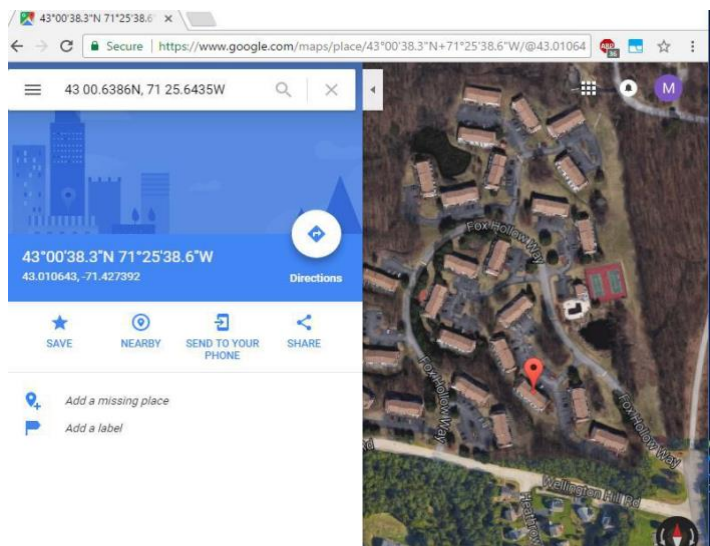 43°00'38.3"N 71°25'38.6"
Secure | https://www.google.com/maps/place/43°00'38.3"N+71°25'38.6"W/@43.01064
43 00.6386N, 71 25.6435W
M
43°00'38.3"N 71°25'38.6"W
43.010643, -71.427392
Directions
SAVE
NEARBY
SEND TO YOUR
PHONE
SHARE
Add a missing place
Add a label
Fox Hollow Way
Fox Hollow Way
Fox Hollow Way
Wellington Hill Rd
Rd